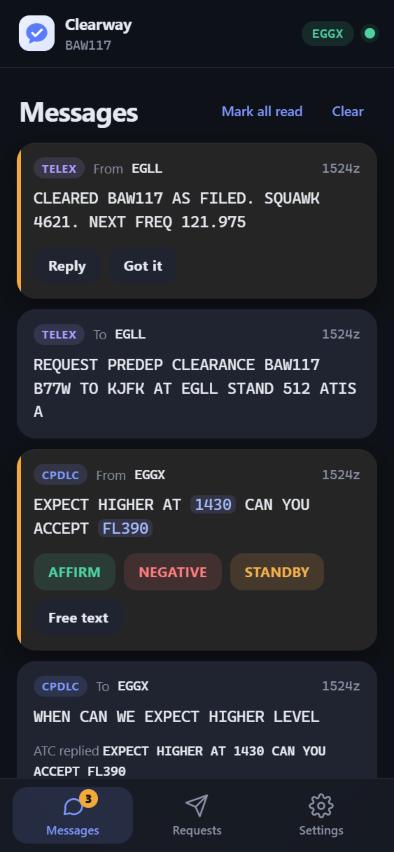 Clearway
BAW117
EGGX
Messages
Mark all read
Clear
TELEX From EGLL 1524z
CLEARED BAW117 AS FILED. SQUAWK
4621. NEXT FREQ 121.975
Reply Got it
TELEX To EGLL 1524z
REQUEST PREDEP CLEARANCE BAW117
B77W TO KJFK AT EGLL STAND 512 ATIS
A
CPDLC From EGGX 1524z
EXPECT HIGHER AT 1430 CAN YOU
ACCEPT FL390
AFFIRM NEGATIVE STANDBY
Free text
CPDLC To EGGX 1524z
WHEN CAN WE EXPECT HIGHER LEVEL
ATC replied EXPECT HIGHER AT 1430 CAN YOU
ACCEPT FL390
3
Messages Requests Settings